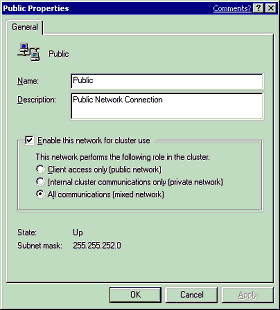 Public Properties
Comments? ?
General
Public
Name: Public
Description: Public Network Connection
Enable this network for cluster use
This network performs the following role in the cluster.
Client access only (public network)
Internal cluster communications only (private network)
All communications (mixed network)
State: Up
Subnet mask: 255.255.252.0
OK Cancel Apply